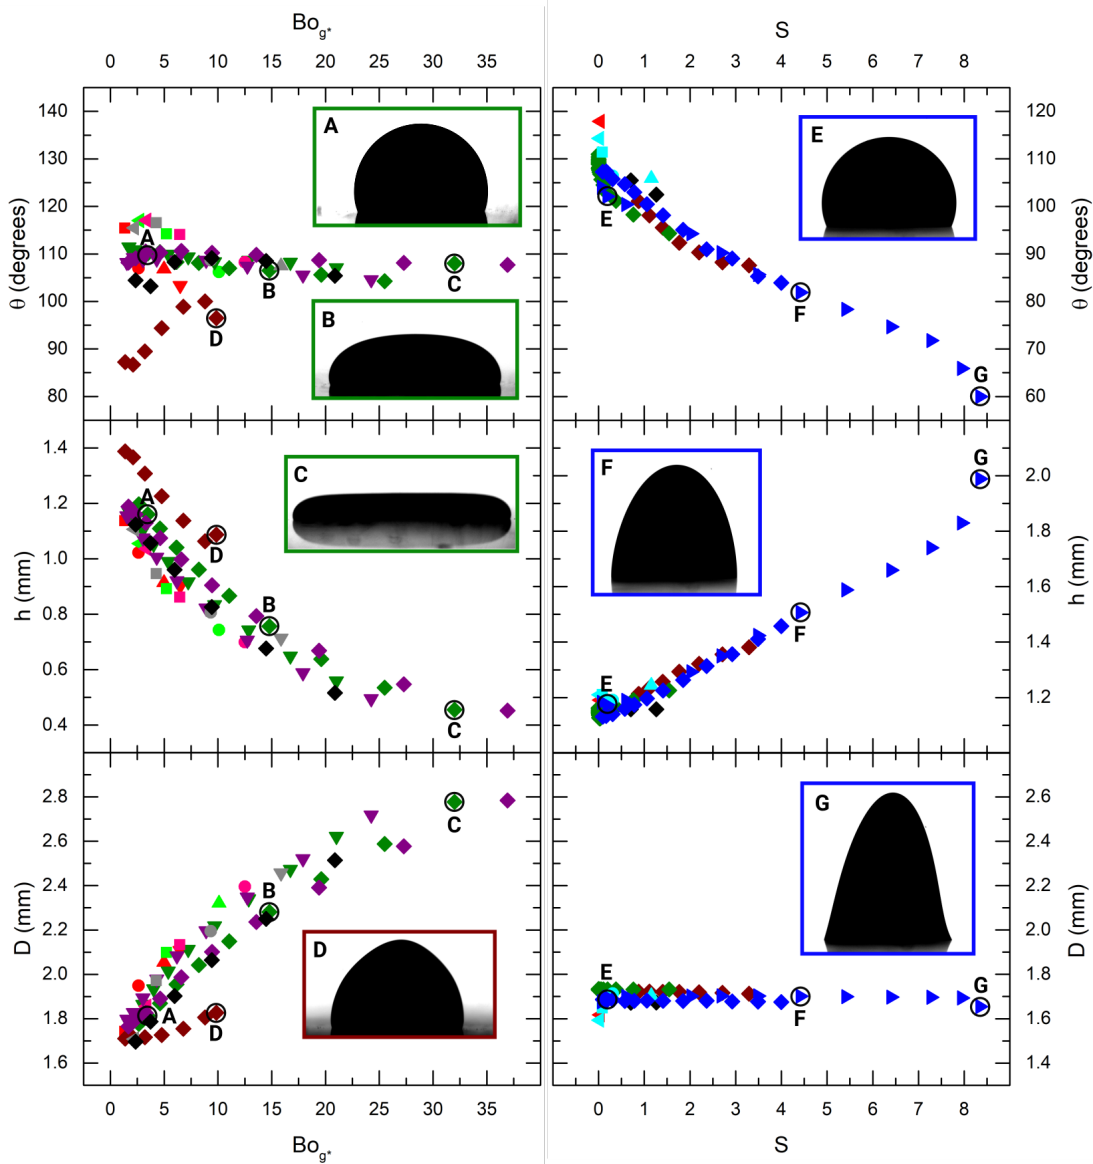 Bo_g* S
0 5 10 15 20 25 30 35 0 1 2 3 4 5 6 7 8
140 130 120 110 100 90 80
θ (degrees)
A
A
B
C
D
B
120 110 100 90 80 70 60
θ (degrees)
E
E
F
G
1.4 1.2 1.0 0.8 0.6 0.4
h (mm)
A
D
B
C
C
2.0 1.8 1.6 1.4 1.2
h (mm)
F
G
F
E
2.8 2.6 2.4 2.2 2.0 1.8 1.6
D (mm)
C
B
A
D
D
2.6 2.4 2.2 2.0 1.8 1.6 1.4
D (mm)
G
E
F
G
0 5 10 15 20 25 30 35 0 1 2 3 4 5 6 7 8
Bo_g* S